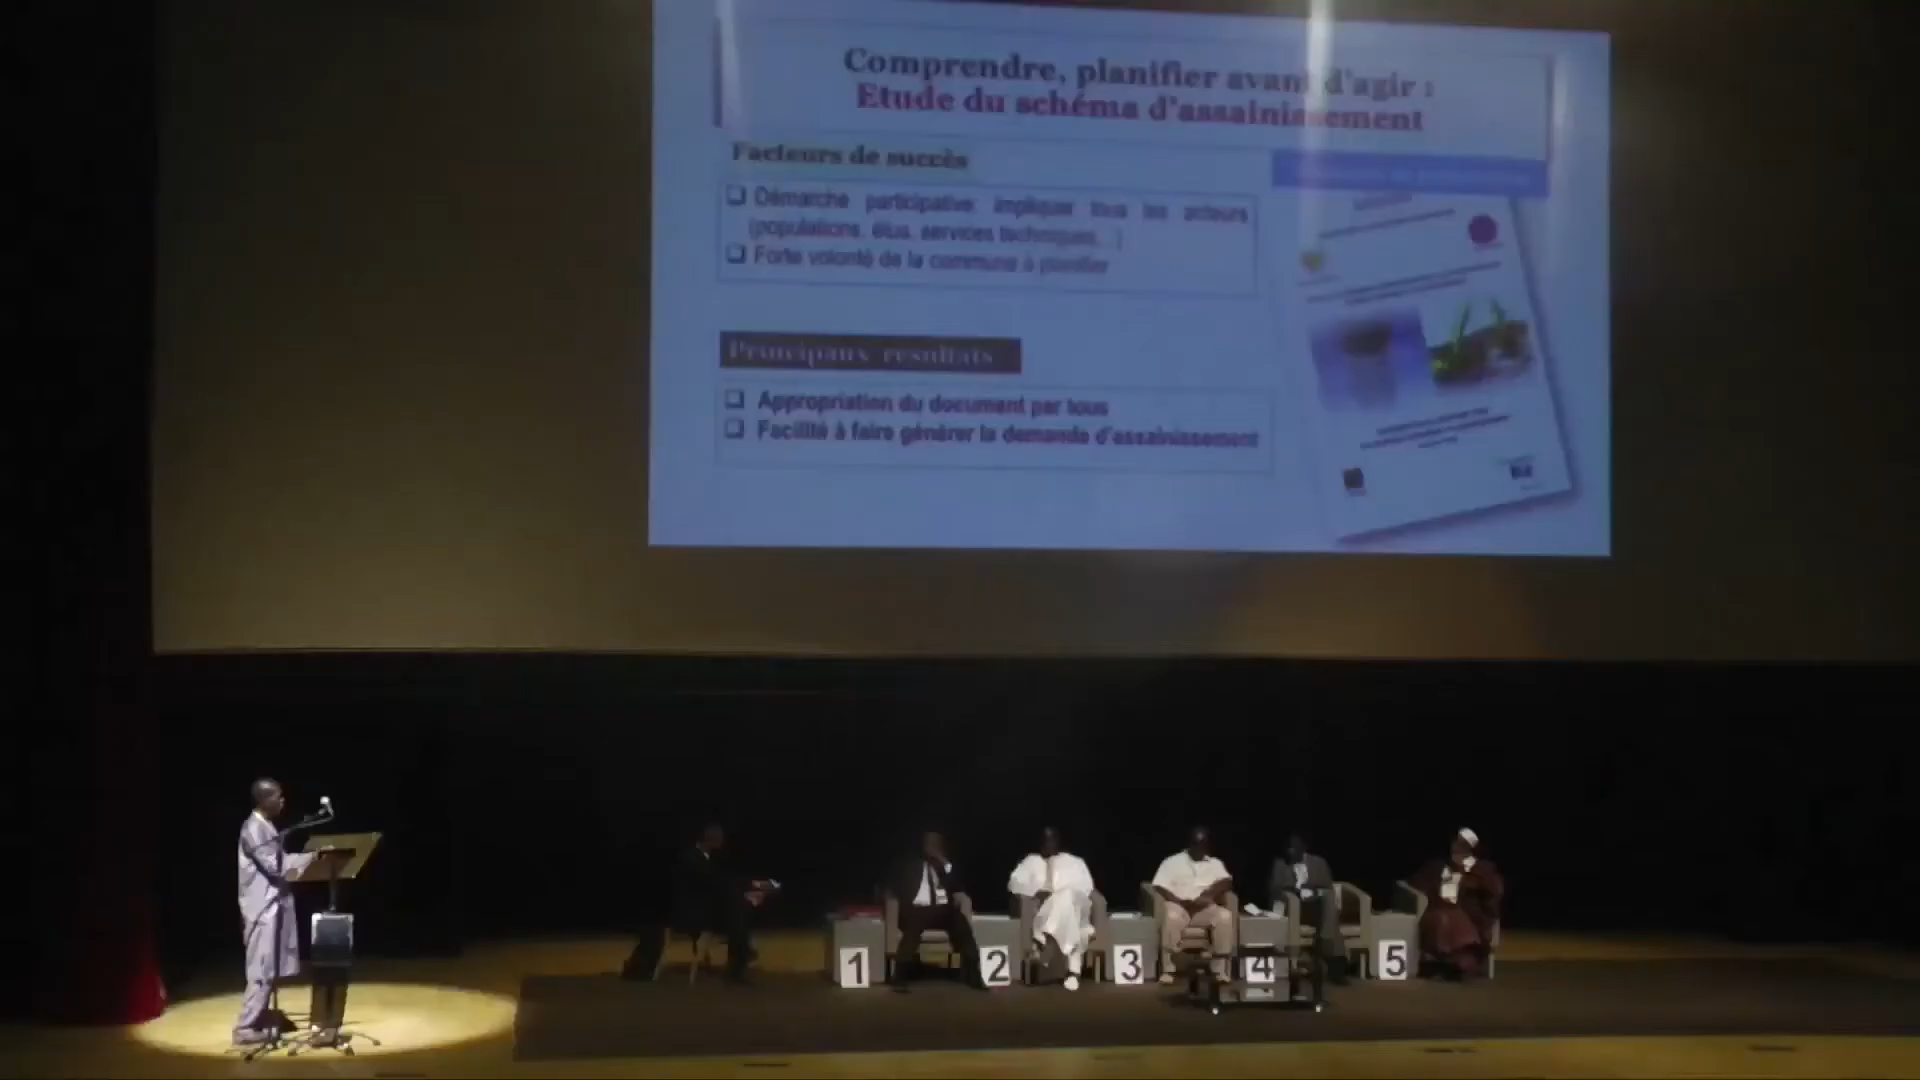 Comprendre, planifier avant d'agir :
Etude du schéma d'assainissement
Facteurs de succès
❑ Démarche participative impliquer tous les acteurs
(populations, élus, services techniques,...)
❑ Forte volonté de la commune à planifier
Principaux résultats
❑ Appropriation du document par tous
❑ Facilité à faire générer la demande d'assainissement
1 2 3 4 5